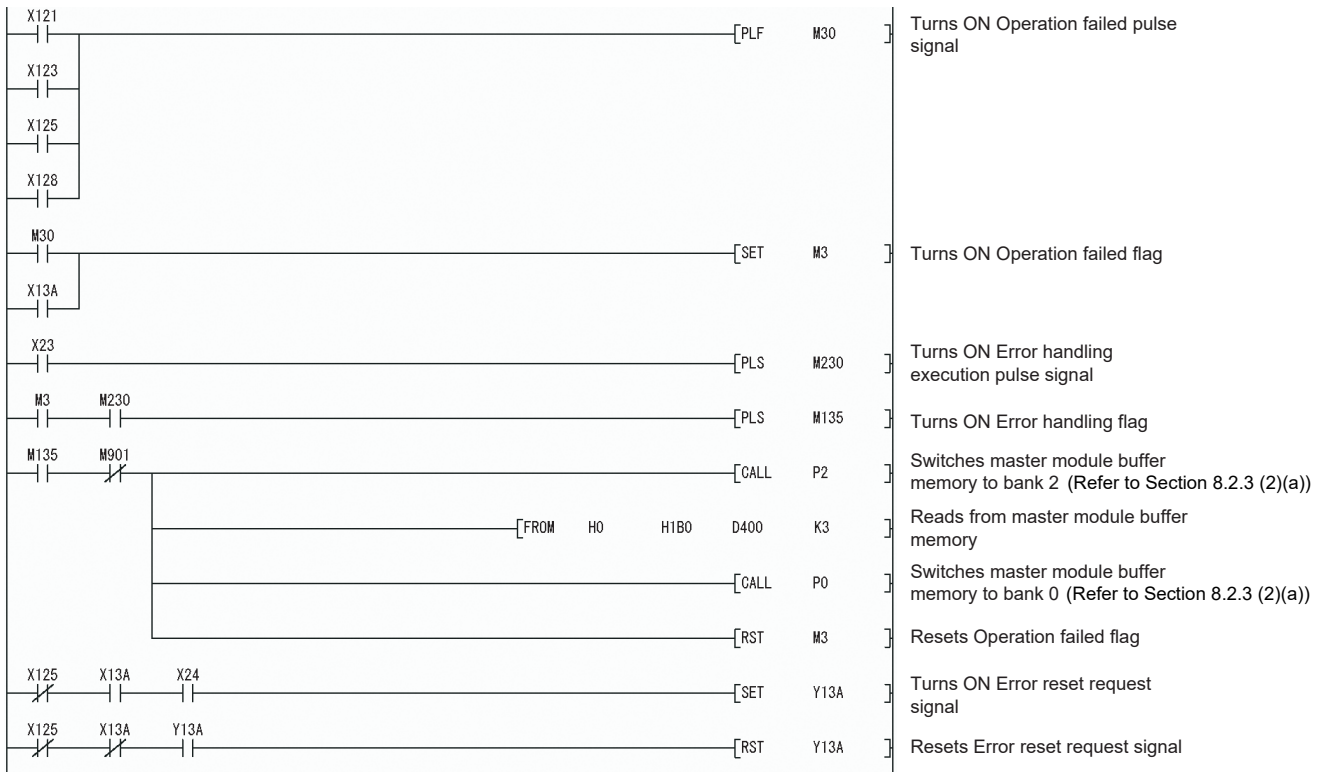 X121
[PLF M30 ]
Turns ON Operation failed pulse
signal
X123
X125
X128
M30
[SET M3 ]
Turns ON Operation failed flag
X13A
X23
[PLS M230 ]
Turns ON Error handling
execution pulse signal
M3 M230
[PLS M135 ]
Turns ON Error handling flag
M135 M901
[CALL P2 ]
Switches master module buffer
memory to bank 2 (Refer to Section 8.2.3 (2)(a))
[FROM H0 H1B0 D400 K3 ]
Reads from master module buffer
memory
[CALL P0 ]
Switches master module buffer
memory to bank 0 (Refer to Section 8.2.3 (2)(a))
[RST M3 ]
Resets Operation failed flag
X125 X13A X24
[SET Y13A ]
Turns ON Error reset request
signal
X125 X13A Y13A
[RST Y13A ]
Resets Error reset request signal